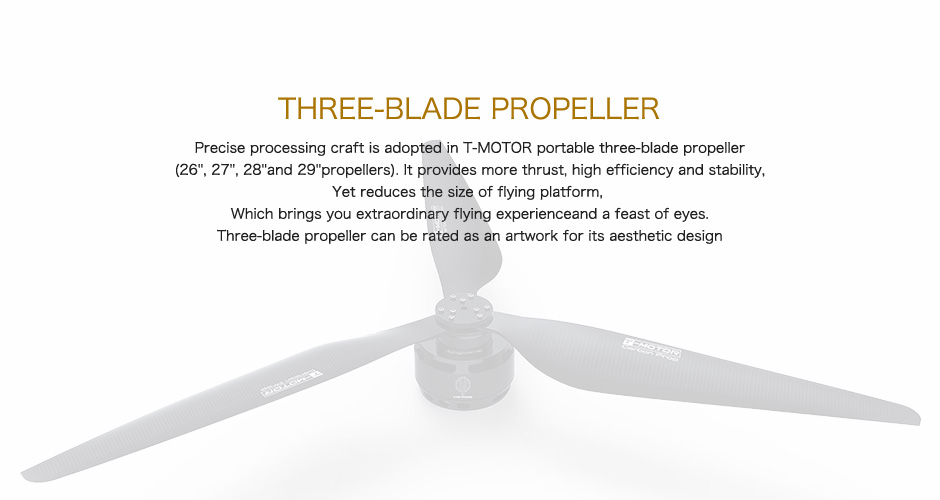 THREE-BLADE PROPELLER
Precise processing craft is adopted in T-MOTOR portable three-blade propeller
(26", 27", 28"and 29"propellers). It provides more thrust, high efficiency and stability,
Yet reduces the size of flying platform,
Which brings you extraordinary flying experienceand a feast of eyes.
Three-blade propeller can be rated as an artwork for its aesthetic design
T-MOTOR
Carbon Prop
T-MOTOR